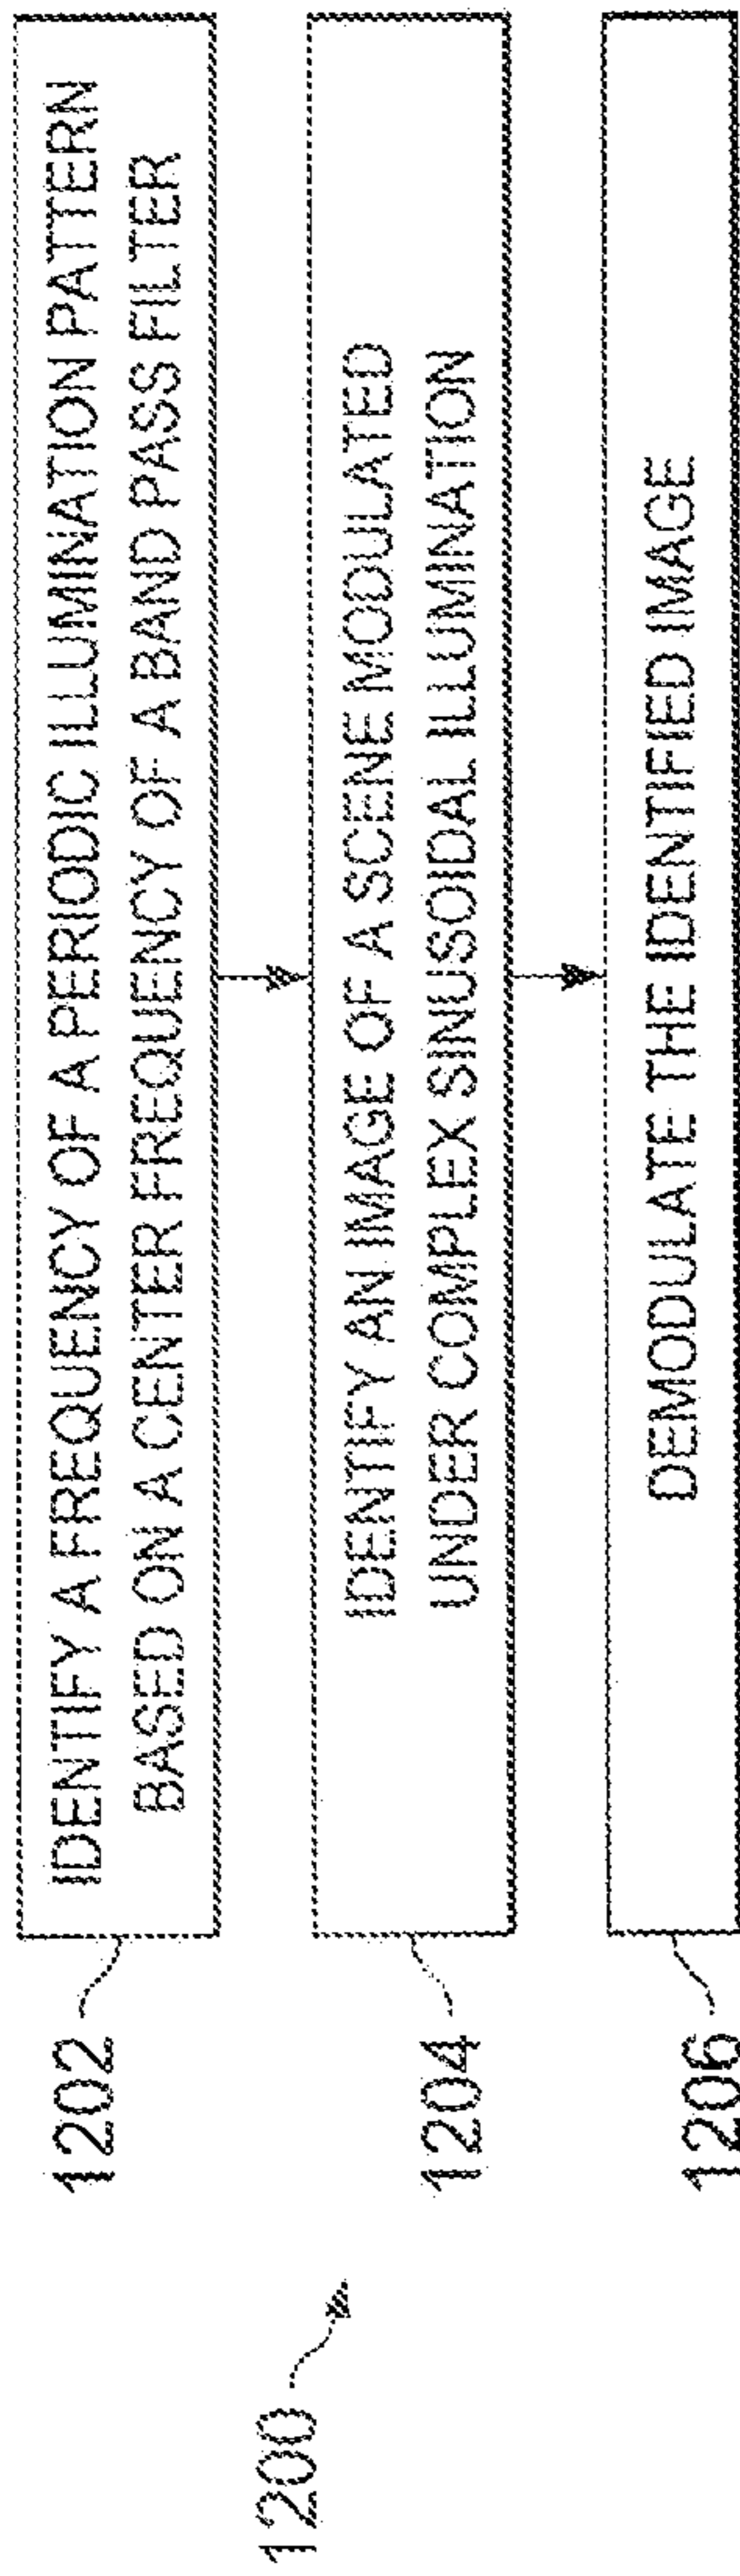 1200
1202
IDENTIFY A FREQUENCY OF A PERIODIC ILLUMINATION PATTERN
BASED ON A CENTER FREQUENCY OF A BAND PASS FILTER
1204
IDENTIFY AN IMAGE OF A SCENE MODULATED
UNDER COMPLEX SINUSOIDAL ILLUMINATION
1206
DEMODULATE THE IDENTIFIED IMAGE